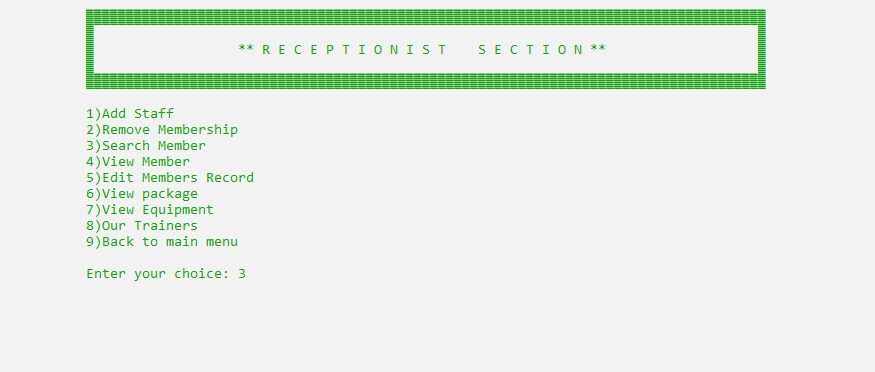 ** R E C E P T I O N I S T    S E C T I O N **
1)Add Staff
2)Remove Membership
3)Search Member
4)View Member
5)Edit Members Record
6)View package
7)View Equipment
8)Our Trainers
9)Back to main menu
Enter your choice: 3